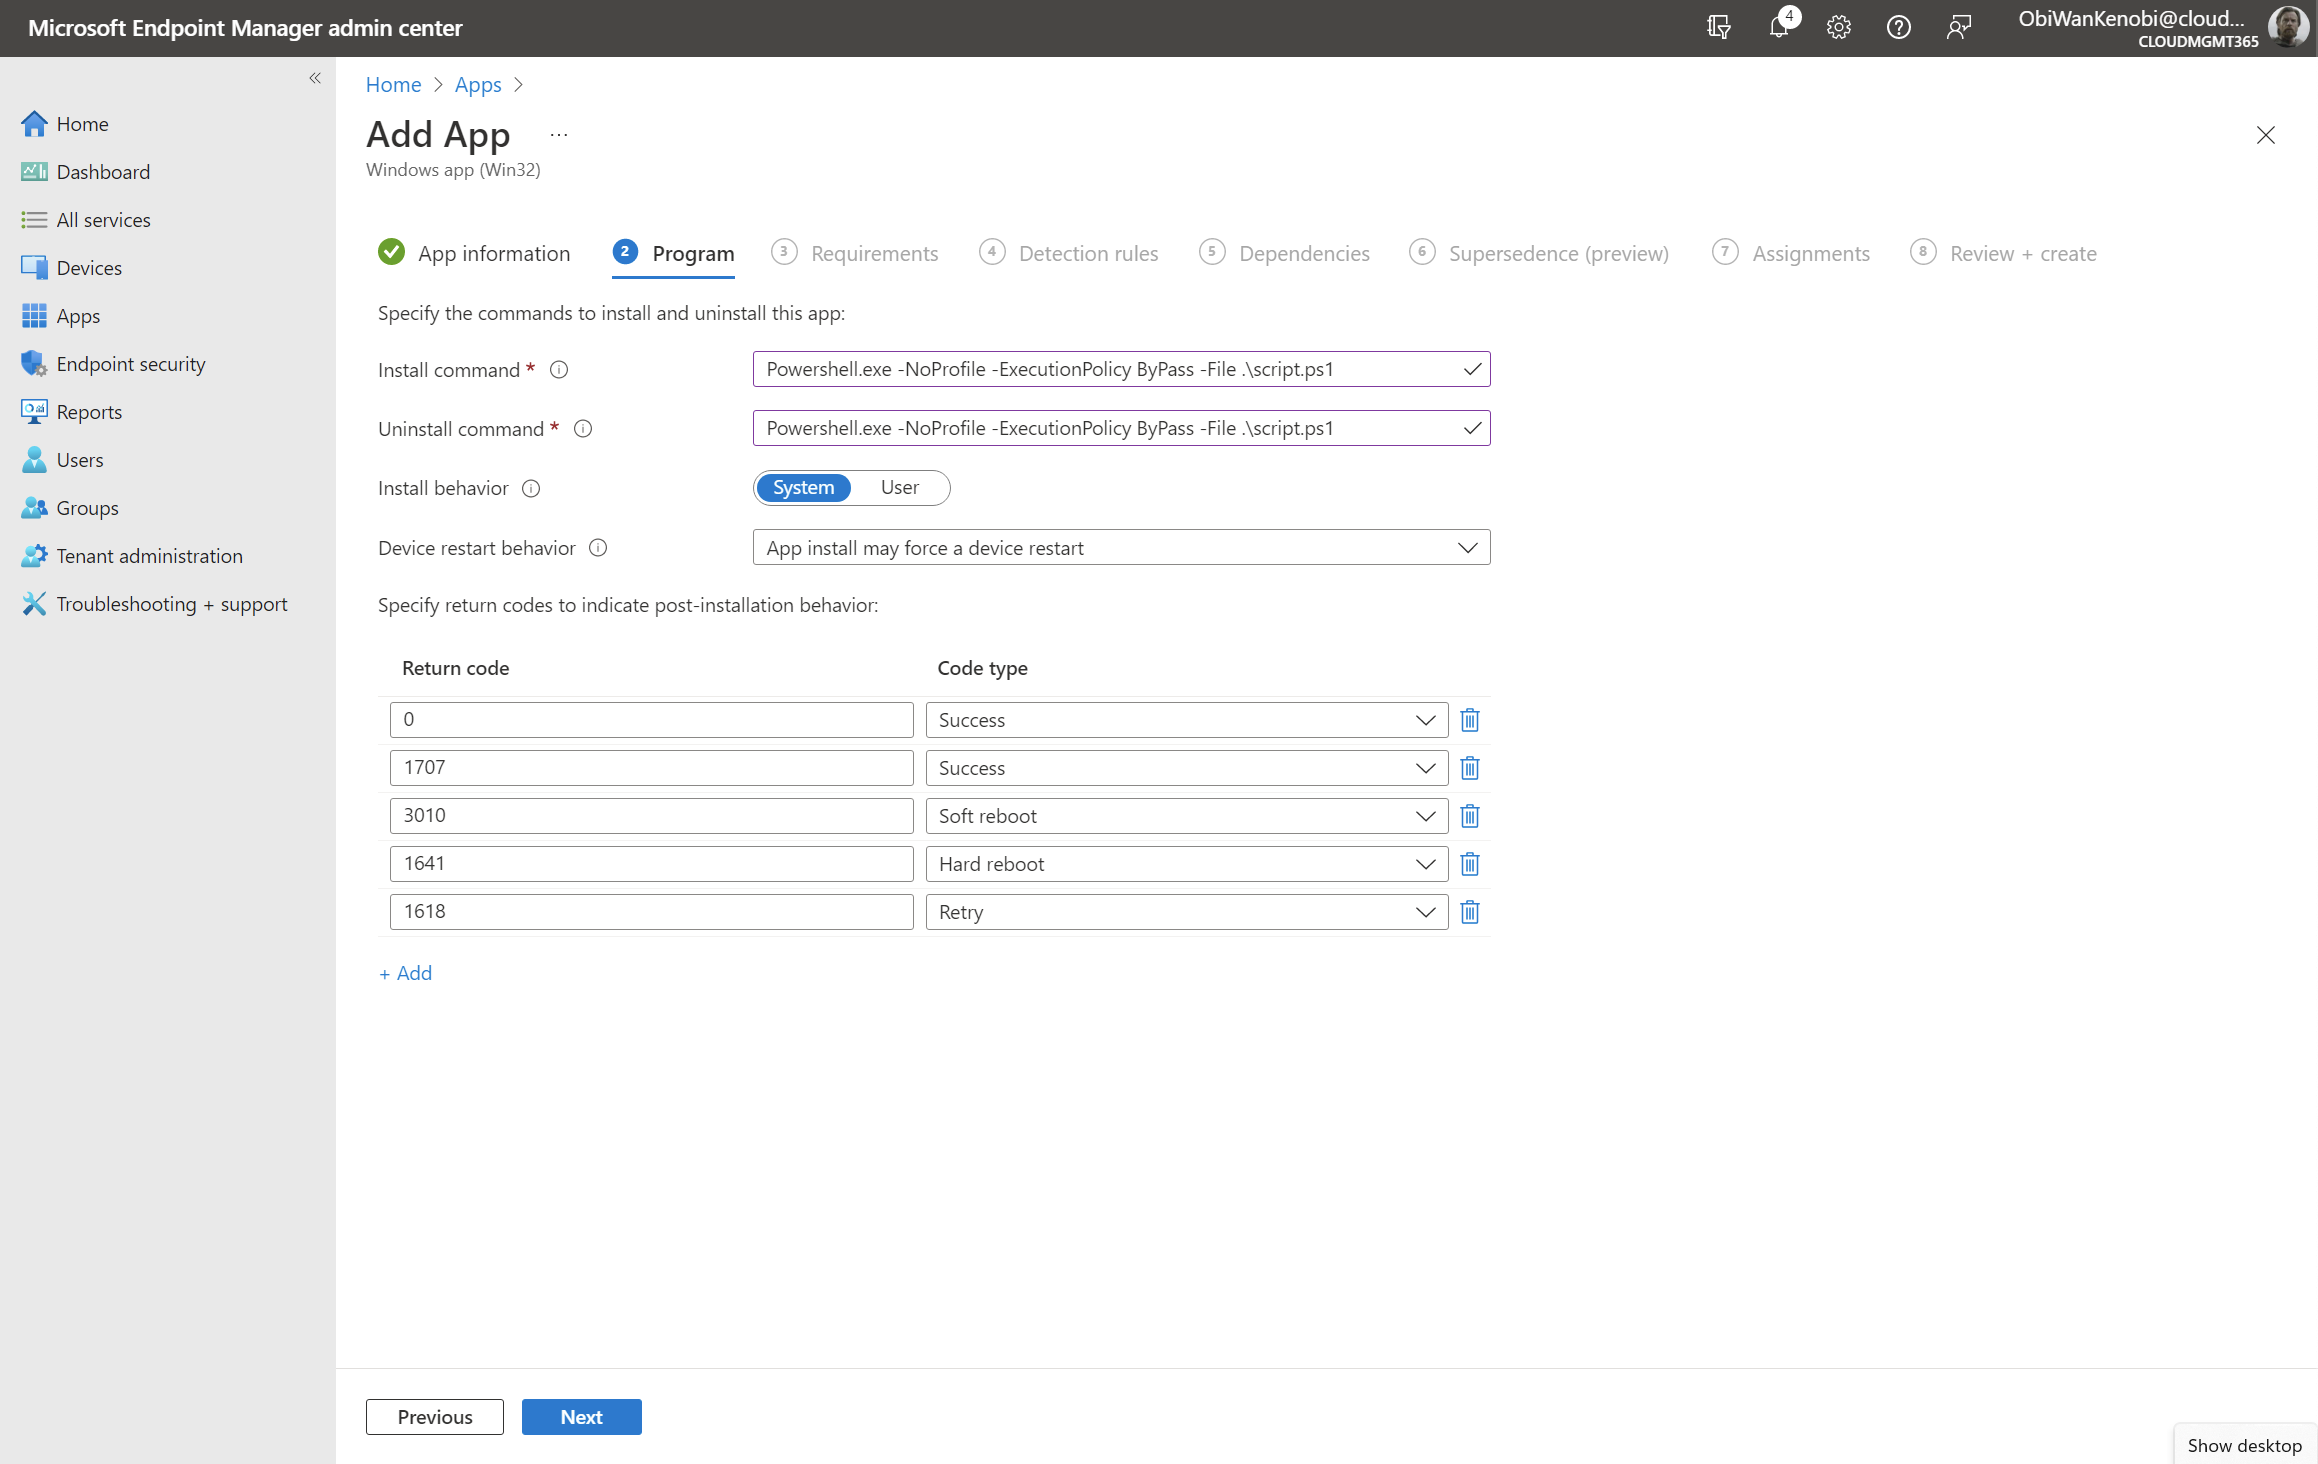 Microsoft Endpoint Manager admin center
4
ObiWanKenobi@cloud...
CLOUDMGMT365
Home
Dashboard
All services
Devices
Apps
Endpoint security
Reports
Users
Groups
Tenant administration
Troubleshooting + support
Home > Apps >
Add App ...
Windows app (Win32)
App information 2 Program 3 Requirements 4 Detection rules 5 Dependencies 6 Supersedence (preview) 7 Assignments 8 Review + create
Specify the commands to install and uninstall this app:
Install command * Powershell.exe -NoProfile -ExecutionPolicy ByPass -File .\script.ps1
Uninstall command * Powershell.exe -NoProfile -ExecutionPolicy ByPass -File .\script.ps1
Install behavior System User
Device restart behavior App install may force a device restart
Specify return codes to indicate post-installation behavior:
Return code Code type
0 Success
1707 Success
3010 Soft reboot
1641 Hard reboot
1618 Retry
+ Add
Previous Next
Show desktop